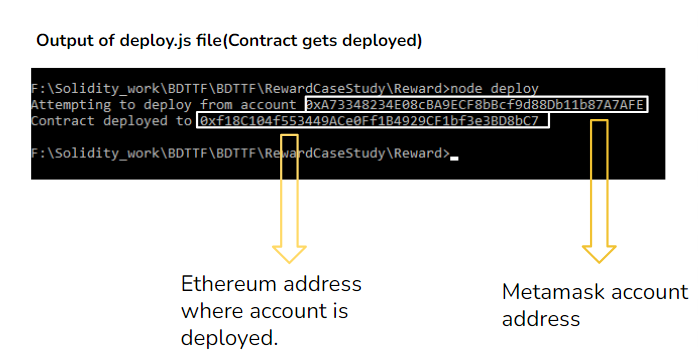 Output of deploy.js file(Contract gets deployed)
F:\Solidity_work\BDTTF\BDTTF\RewardCaseStudy\Reward>node deploy
Attempting to deploy from account 0xA73348234E08cBA9ECF8bBcf9d88Db11b87A7AFE
Contract deployed to 0xf18C104f553449ACe0Ff1B4929CF1bf3e3BD8bC7
F:\Solidity_work\BDTTF\BDTTF\RewardCaseStudy\Reward>
Ethereum address
where account is
deployed.
Metamask account
address